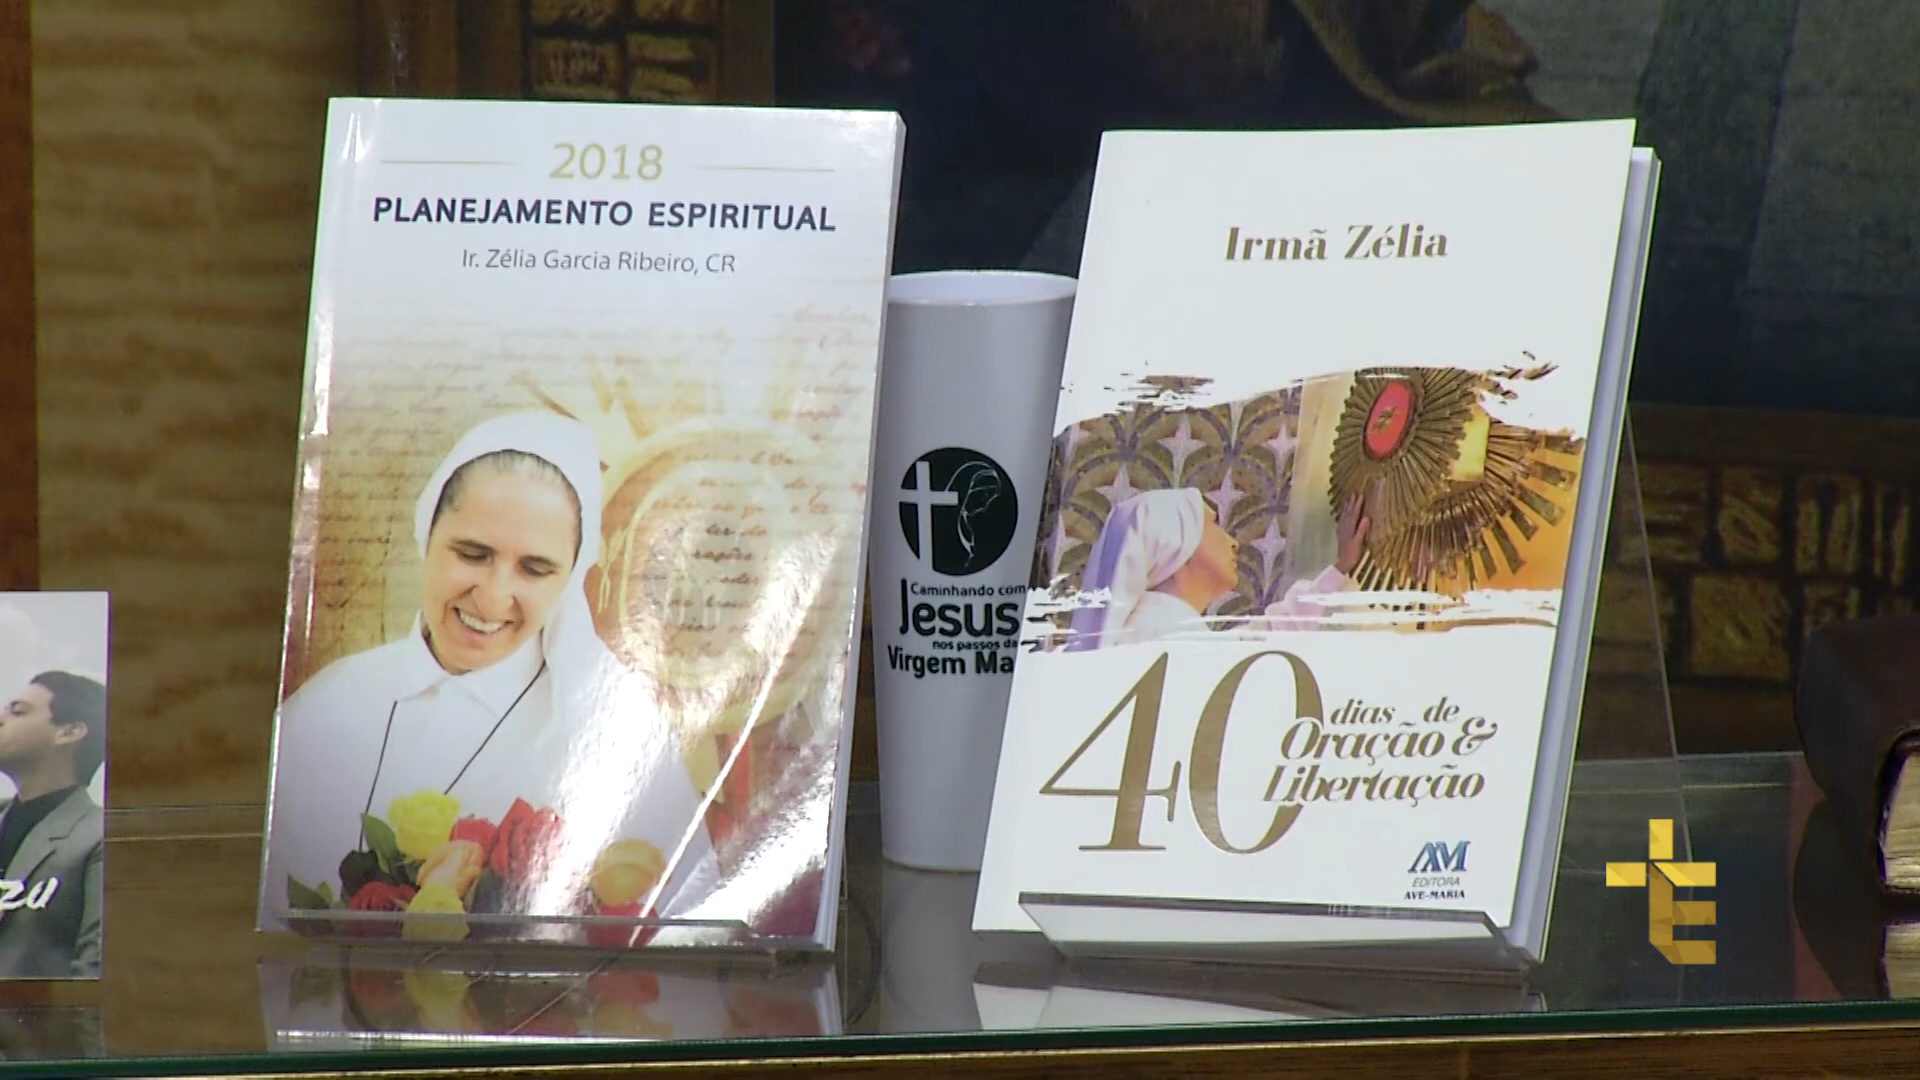 2018
PLANEJAMENTO ESPIRITUAL
Ir. Zélia Garcia Ribeiro, CR
Caminhando com
Jesus
nos passos da
Virgem Ma
Irmã Zélia
40
dias de
Oração &
Libertação
AM
EDITORA
AVE-MARIA